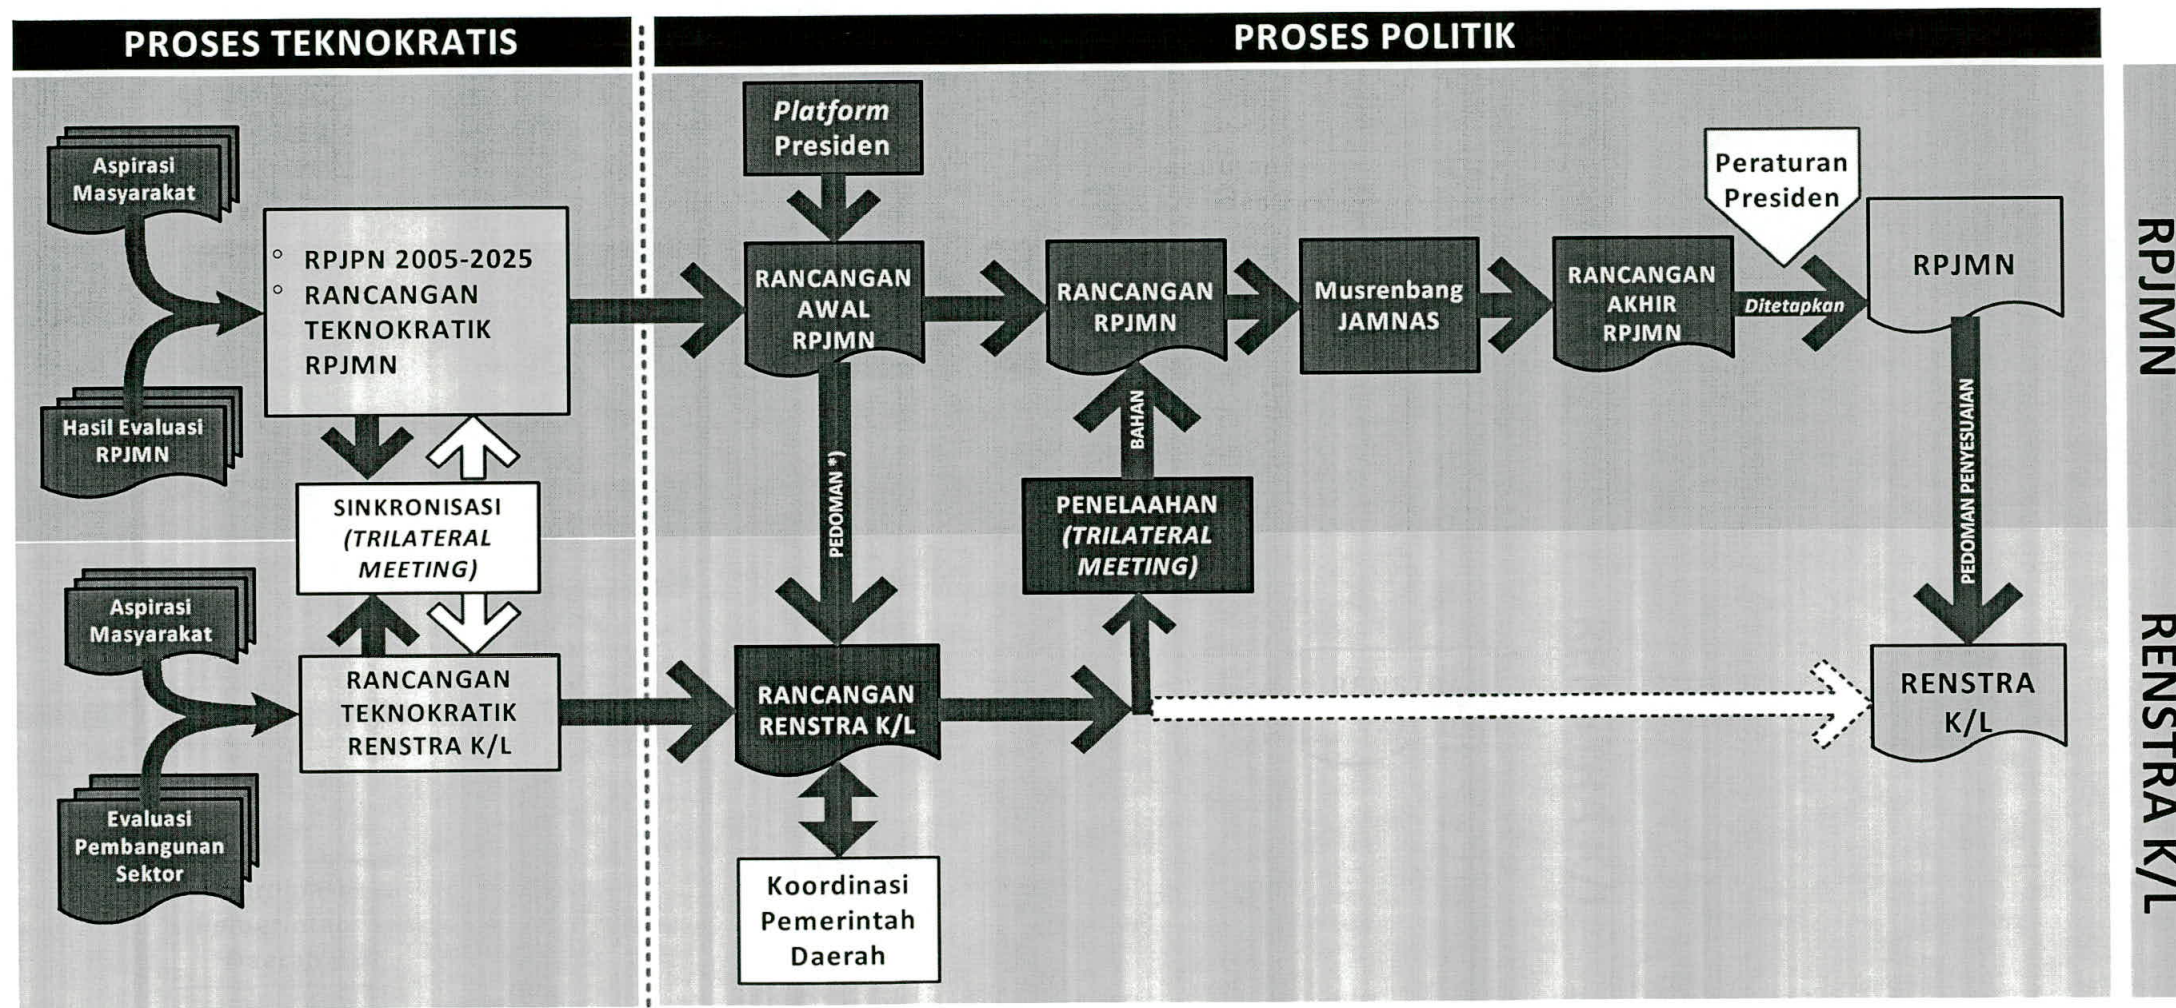 PROSES TEKNOKRATIS
PROSES POLITIK
Aspirasi
Masyarakat
Hasil Evaluasi
RPJMN
○ RPJPN 2005-2025
○ RANCANGAN
TEKNOKRATIK
RPJMN
SINKRONISASI
(TRILATERAL
MEETING)
Aspirasi
Masyarakat
Evaluasi
Pembangunan
Sektor
RANCANGAN
TEKNOKRATIK
RENSTRA K/L
Platform
Presiden
RANCANGAN
AWAL
RPJMN
PEDOMAN *)
RANCANGAN
RENSTRA K/L
Koordinasi
Pemerintah
Daerah
RANCANGAN
RPJMN
BAHAN
PENELAAHAN
(TRILATERAL
MEETING)
Musrenbang
JAMNAS
RANCANGAN
AKHIR
RPJMN
Peraturan
Presiden
Ditetapkan
RPJMN
PEDOMAN PENYESUAIAN
RENSTRA
K/L
RPJMN
RENSTRA K/L